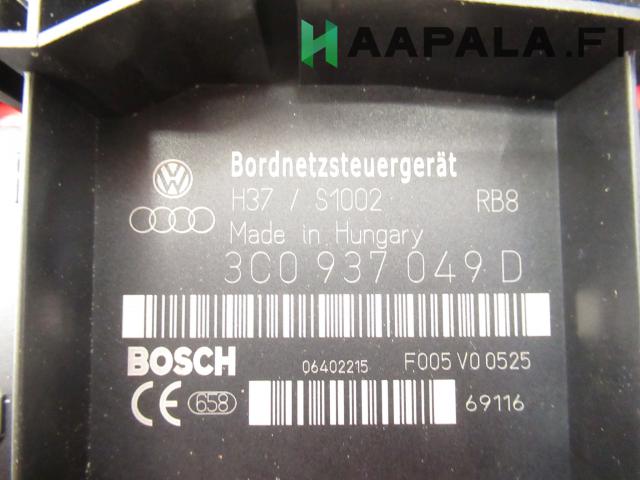 HAAPALA.FI
Bordnetzsteuergerät
H37 / S1002 RB8
Made in Hungary
3C0 937 049 D
BOSCH 06402215 F005 V0 0525
CE 658 69116